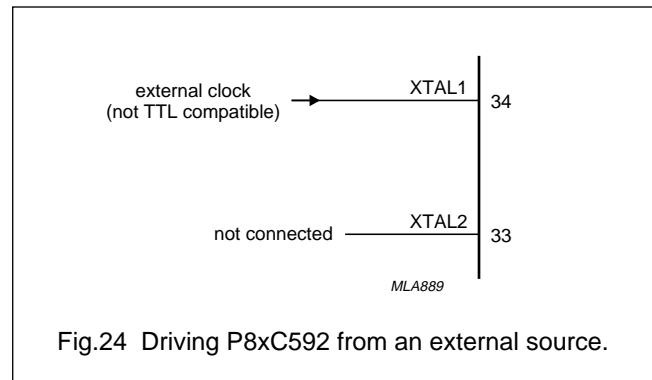 external clock
(not TTL compatible)
XTAL1
34
not connected
XTAL2
33
MLA889
Fig.24 Driving P8xC592 from an external source.